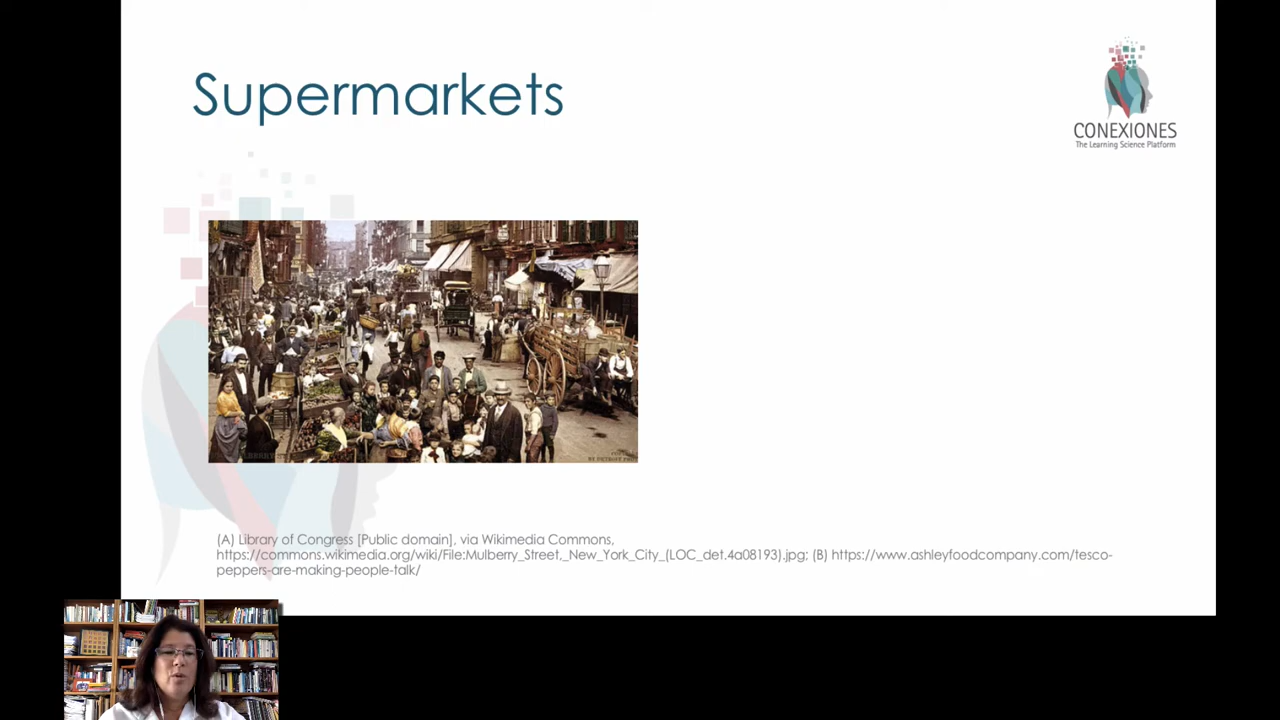 Supermarkets
CONEXIONES
The Learning Science Platform
(A) Library of Congress [Public domain], via Wikimedia Commons,
https://commons.wikimedia.org/wiki/File:Mulberry_Street,_New_York_City_(LOC_det.4a08193).jpg; (B) https://www.ashleyfoodcompany.com/tesco-
peppers-are-making-people-talk/